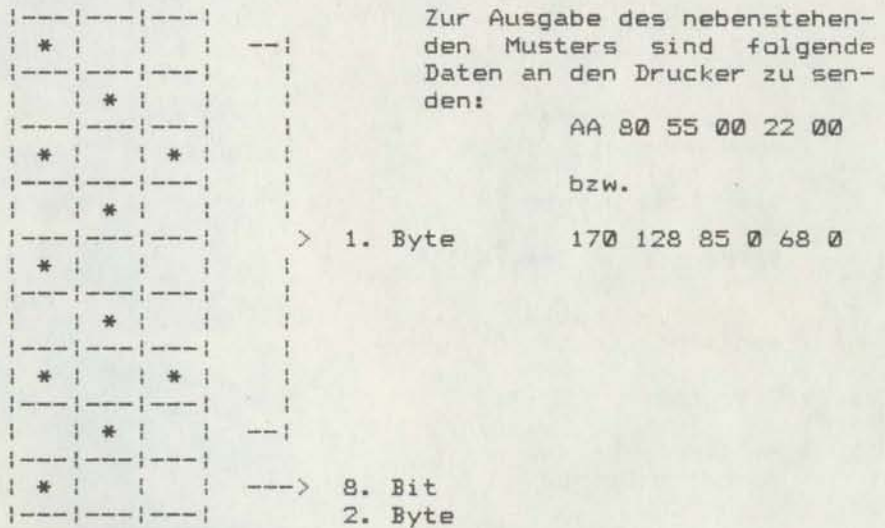 Zur Ausgabe des nebenstehen-
den Musters sind folgende
Daten an den Drucker zu sen-
den:
AA 80 55 00 22 00
bzw.
> 1. Byte 170 128 85 0 68 0
---> 8. Bit
2. Byte